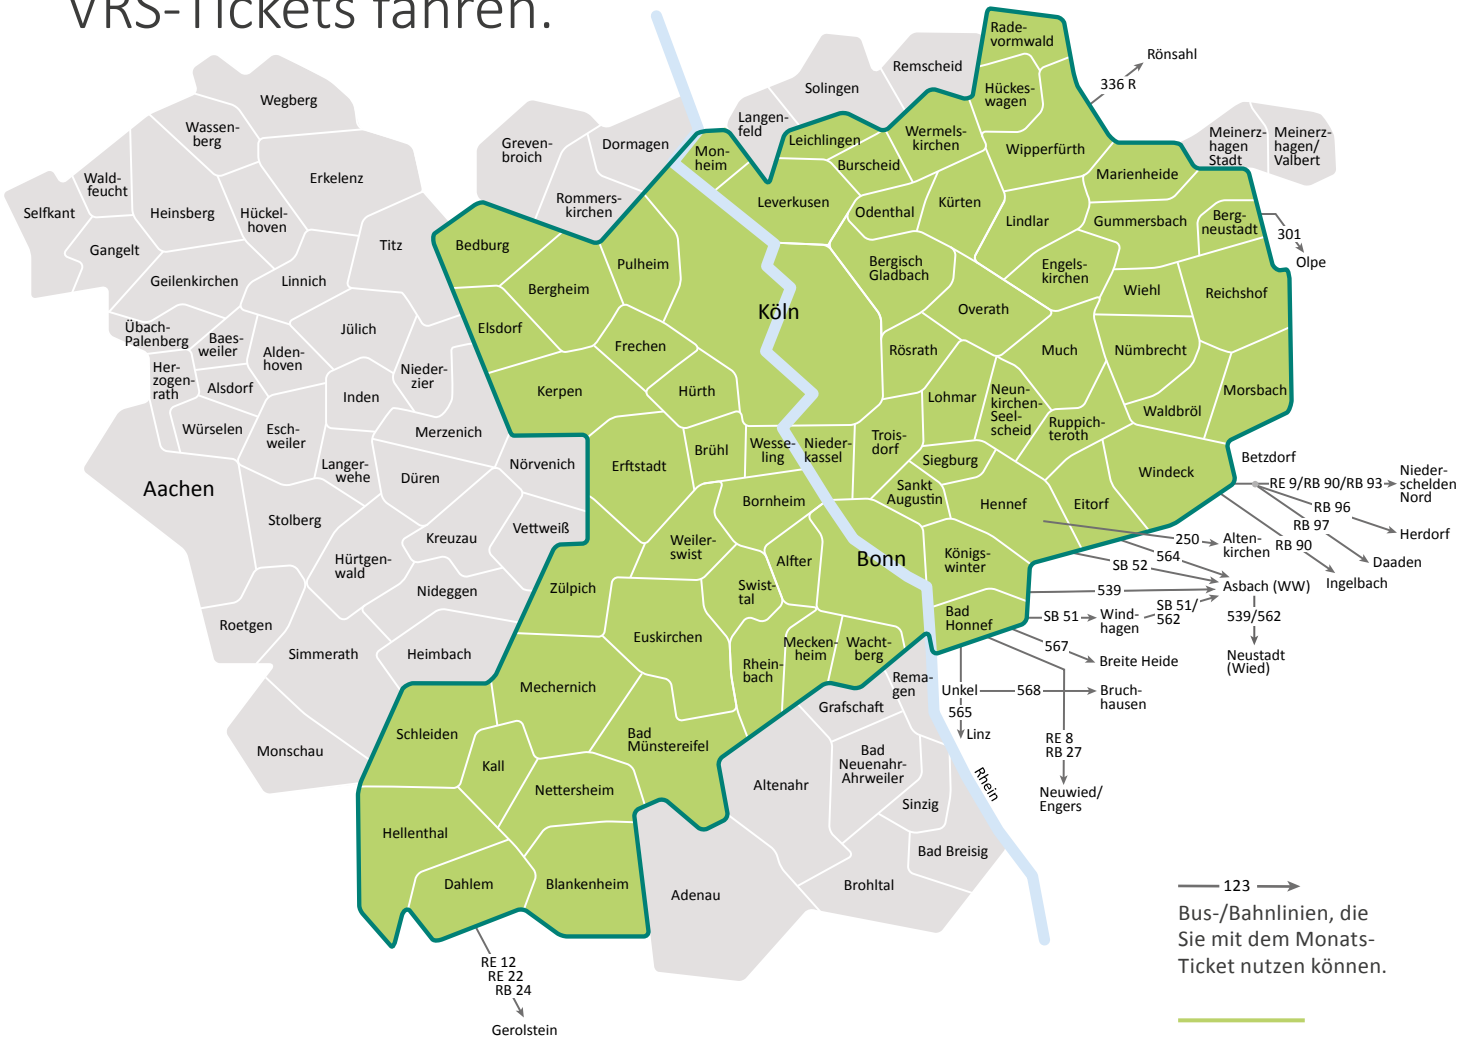 VRS-Tickets fahren.
Rade-
vormwald
Rönsahl
336 R
Remscheid
Solingen
Hückes-
wagen
Wegberg
Langen-
feld
Wassen-
berg
Greven-
broich
Dormagen
Mon-
heim
Leichlingen
Wermels-
kirchen
Wipperfürth
Meinerz-
hagen
Stadt
Meinerz-
hagen/
Valbert
Burscheid
Marienheide
Wald-
feucht
Erkelenz
Rommers-
kirchen
Leverkusen
Odenthal
Kürten
Lindlar
Gummersbach
Berg-
neustadt
Selfkant
Heinsberg
Hückel-
hoven
301
Olpe
Gangelt
Titz
Bedburg
Pulheim
Bergisch
Gladbach
Engels-
kirchen
Geilenkirchen
Linnich
Bergheim
Wiehl
Reichshof
Köln
Overath
Übach-
Palenberg
Baes-
weiler
Jülich
Elsdorf
Alden-
hoven
Frechen
Rösrath
Much
Nümbrecht
Her-
zogen-
rath
Alsdorf
Nieder-
zier
Inden
Kerpen
Hürth
Lohmar
Neun-
kirchen-
Seel-
scheid
Morsbach
Waldbröl
Würselen
Esch-
weiler
Merzenich
Ruppich-
teroth
Brühl
Wesse-
ling
Nieder-
kassel
Trois-
dorf
Langer-
wehe
Düren
Nörvenich
Erftstadt
Siegburg
Windeck
Betzdorf
Aachen
Sankt
Augustin
Hennef
Eitorf
RE 9/RB 90/RB 93
Nieder-
schelden
Nord
Bornheim
RB 96
Herdorf
RB 97
Daaden
RB 90
Ingelbach
Stolberg
Kreuzau
Vettweiß
Weiler-
swist
250
Alten-
kirchen
Hürtgen-
wald
Alfter
Bonn
Königs-
winter
564
SB 52
Asbach (WW)
Nideggen
Zülpich
Swist-
tal
539
SB 51
Wind-
hagen
SB 51/
562
539/562
Neustadt
(Wied)
Bad
Honnef
Roetgen
Euskirchen
Simmerath
Heimbach
Rhein-
bach
Mecken-
heim
Wacht-
berg
567
Breite Heide
Mechernich
Rema-
gen
Unkel
568
Bruch-
hausen
565
Linz
Grafschaft
Schleiden
Bad
Münstereifel
RE 8
RB 27
Neuwied/
Engers
Monschau
Kall
Bad
Neuenahr-
Ahrweiler
Nettersheim
Altenahr
Rhein
Sinzig
Hellenthal
Bad Breisig
Dahlem
Blankenheim
Adenau
Brohltal
123
Bus-/Bahnlinien, die
Sie mit dem Monats-
Ticket nutzen können.
RE 12
RE 22
RB 24
Gerolstein